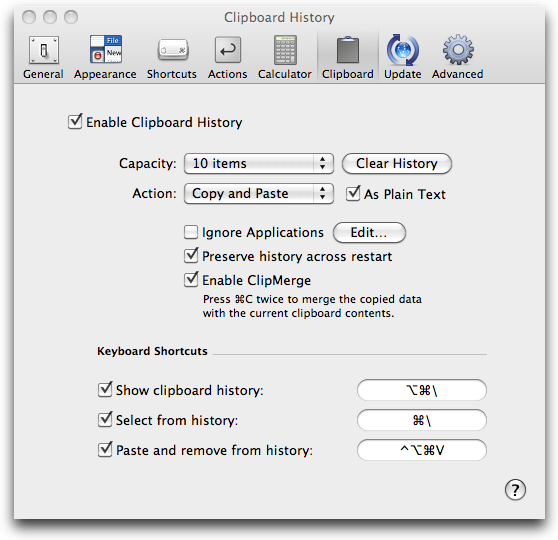 Clipboard History
File
New
General Appearance Shortcuts Actions Calculator Clipboard Update Advanced
Enable Clipboard History
Capacity: 10 items Clear History
Action: Copy and Paste As Plain Text
Ignore Applications Edit...
Preserve history across restart
Enable ClipMerge
Press ⌘C twice to merge the copied data
with the current clipboard contents.
Keyboard Shortcuts
Show clipboard history: ⌥⌘\
Select from history: ⌘\
Paste and remove from history: ^⌥⌘V
?